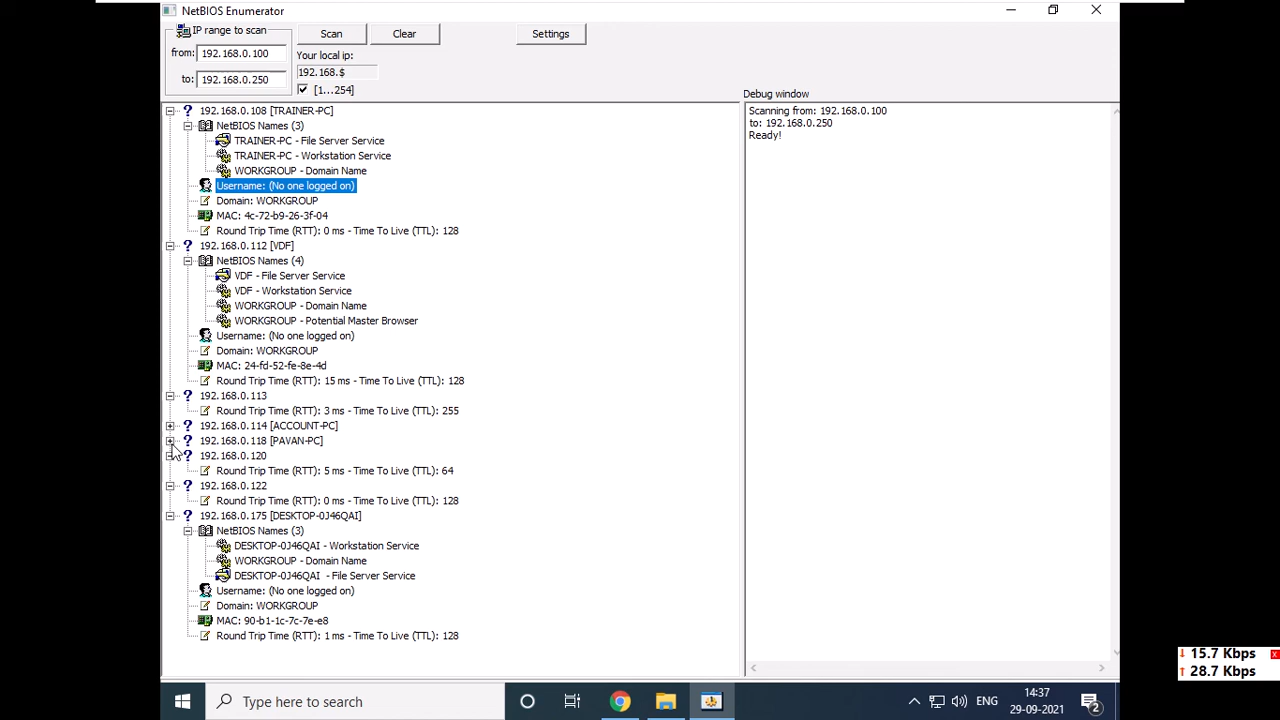 NetBIOS Enumerator
IP range to scan
from: 192.168.0.100
to: 192.168.0.250
Scan
Clear
Settings
Your local ip:
192.168.$
[1...254]
Debug window
Scanning from: 192.168.0.100
to: 192.168.0.250
Ready!
192.168.0.108 [TRAINER-PC]
NetBIOS Names (3)
TRAINER-PC - File Server Service
TRAINER-PC - Workstation Service
WORKGROUP - Domain Name
Username: (No one logged on)
Domain: WORKGROUP
MAC: 4c-72-b9-26-3f-04
Round Trip Time (RTT): 0 ms - Time To Live (TTL): 128
192.168.0.112 [VDF]
NetBIOS Names (4)
VDF - File Server Service
VDF - Workstation Service
WORKGROUP - Domain Name
WORKGROUP - Potential Master Browser
Username: (No one logged on)
Domain: WORKGROUP
MAC: 24-fd-52-fe-8e-4d
Round Trip Time (RTT): 15 ms - Time To Live (TTL): 128
192.168.0.113
Round Trip Time (RTT): 3 ms - Time To Live (TTL): 255
192.168.0.114 [ACCOUNT-PC]
192.168.0.118 [PAVAN-PC]
192.168.0.120
Round Trip Time (RTT): 5 ms - Time To Live (TTL): 64
192.168.0.122
Round Trip Time (RTT): 0 ms - Time To Live (TTL): 128
192.168.0.175 [DESKTOP-0J46QAI]
NetBIOS Names (3)
DESKTOP-0J46QAI - Workstation Service
WORKGROUP - Domain Name
DESKTOP-0J46QAI - File Server Service
Username: (No one logged on)
Domain: WORKGROUP
MAC: 90-b1-1c-7c-7e-e8
Round Trip Time (RTT): 1 ms - Time To Live (TTL): 128
15.7 Kbps
28.7 Kbps
Type here to search
ENG
14:37
29-09-2021
2